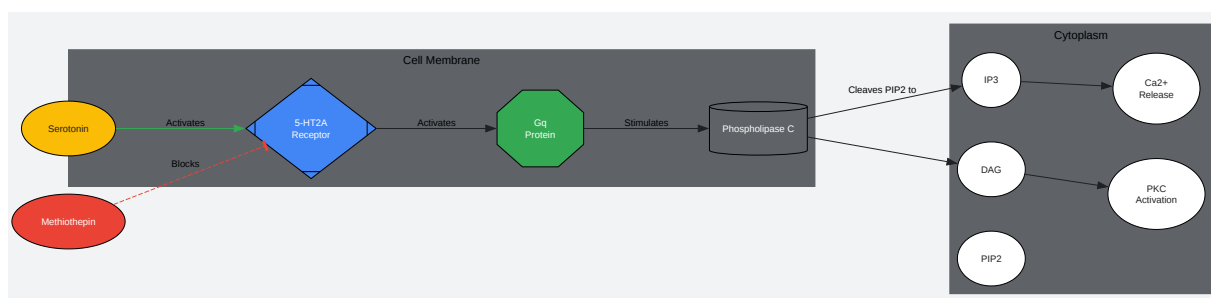 Cytoplasm
Cell Membrane
IP3
Ca2+
Release
Cleaves PIP2 to
Serotonin
Activates
5-HT2A
Receptor
Activates
Gq
Protein
Stimulates
Phospholipase C
Blocks
DAG
PKC
Activation
Methiothepin
PIP2